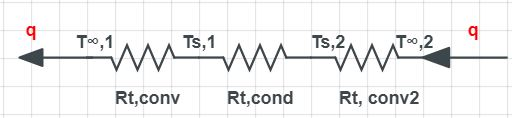 q q
T∞,1 Ts,1 Ts,2 T∞,2
Rt,conv Rt,cond Rt, conv2